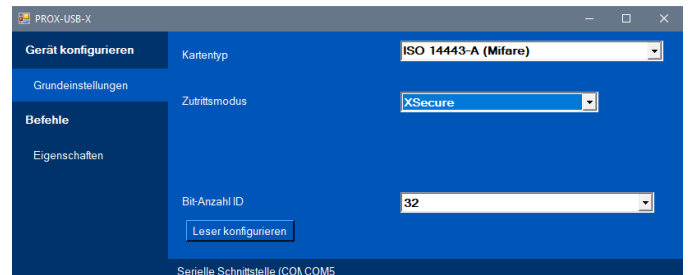 PROX-USB-X
Gerät konfigurieren
Kartentyp
ISO 14443-A (Mifare)
Grundeinstellungen
Zutrittsmodus
XSecure
Befehle
Eigenschaften
Bit-Anzahl ID
32
Leser konfigurieren
Serielle Schnittstelle (COM COM5